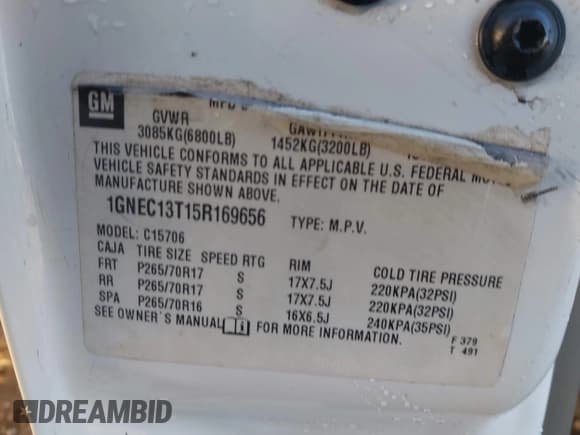 GM
GVWR
3085KG(6800LB)
1452KG(3200LB)
THIS VEHICLE CONFORMS TO ALL APPLICABLE U.S. FEDERAL
VEHICLE SAFETY STANDARDS IN EFFECT ON THE DATE OF
MANUFACTURE SHOWN ABOVE.
1GNEC13T15R169656 TYPE: M.P.V.
MODEL: C15706
CAJA TIRE SIZE SPEED RTG RIM COLD TIRE PRESSURE
FRT P265/70R17 S 17X7.5J 220KPA(32PSI)
RR P265/70R17 S 17X7.5J 220KPA(32PSI)
SPA P265/70R16 S 16X6.5J 240KPA(35PSI)
SEE OWNER'S MANUAL i FOR MORE INFORMATION.
F 379
T 491
DREAMBID